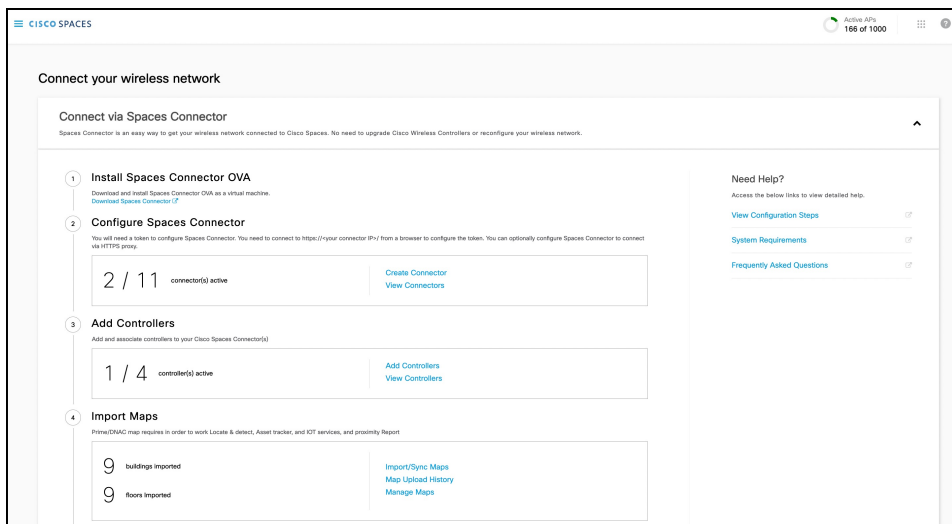 CISCO SPACES
Active APs
166 of 1000
Connect your wireless network
Connect via Spaces Connector
Spaces Connector is an easy way to get your wireless network connected to Cisco Spaces. No need to upgrade Cisco Wireless Controllers or reconfigure your wireless network.
1 Install Spaces Connector OVA
Download and install Spaces Connector OVA as a virtual machine.
Download Spaces Connector
2 Configure Spaces Connector
You will need a token to configure Spaces Connector. You need to connect to https://<your connector IP>/ from a browser to configure the token. You can optionally configure Spaces Connector to connect
via HTTPS proxy.
2 / 11 connector(s) active
Create Connector
View Connectors
3 Add Controllers
Add and associate controllers to your Cisco Spaces Connector(s)
1 / 4 controller(s) active
Add Controllers
View Controllers
4 Import Maps
Prime/DNAC map requires in order to work Locate & detect, Asset tracker, and IOT services, and proximity Report
9 buildings imported
9 floors Imported
Import/Sync Maps
Map Upload History
Manage Maps
Need Help?
Access the below links to view detailed help.
View Configuration Steps
System Requirements
Frequently Asked Questions